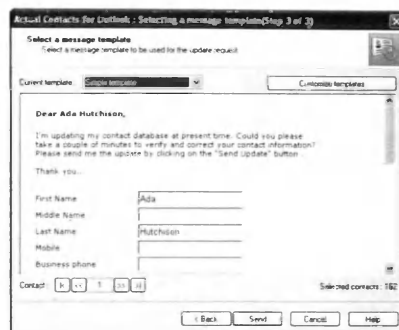 Actual Contacts for Outlook : Selecting a message template(Step 3 of 3)
Select a message template
Select a message template to be used for the update request
Current template: Simple template Customize templates
Dear Ada Hutchison,
I'm updating my contact database at present time. Could you please
take a couple of minutes to verify and correct your contact information?
Please send me the update by clicking on the "Send Update" button
Thank you...
First Name Ada
Middle Name
Last Name Hutchison
Mobile
Business phone
Contact: 1 Selected contacts : 162
< Back Send Cancel Help